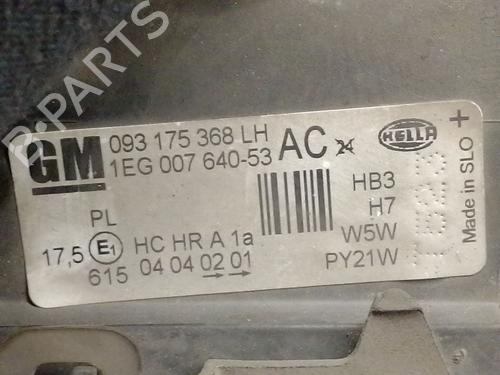 B-PARTS
GM 093 175 368 LH AC 24 HELLA
1EG 007 640-53
HB3
H7
W5W
PY21W
PL
17,5 E1 HC HR A 1a
615 04 04 02 01
Made in SLO +